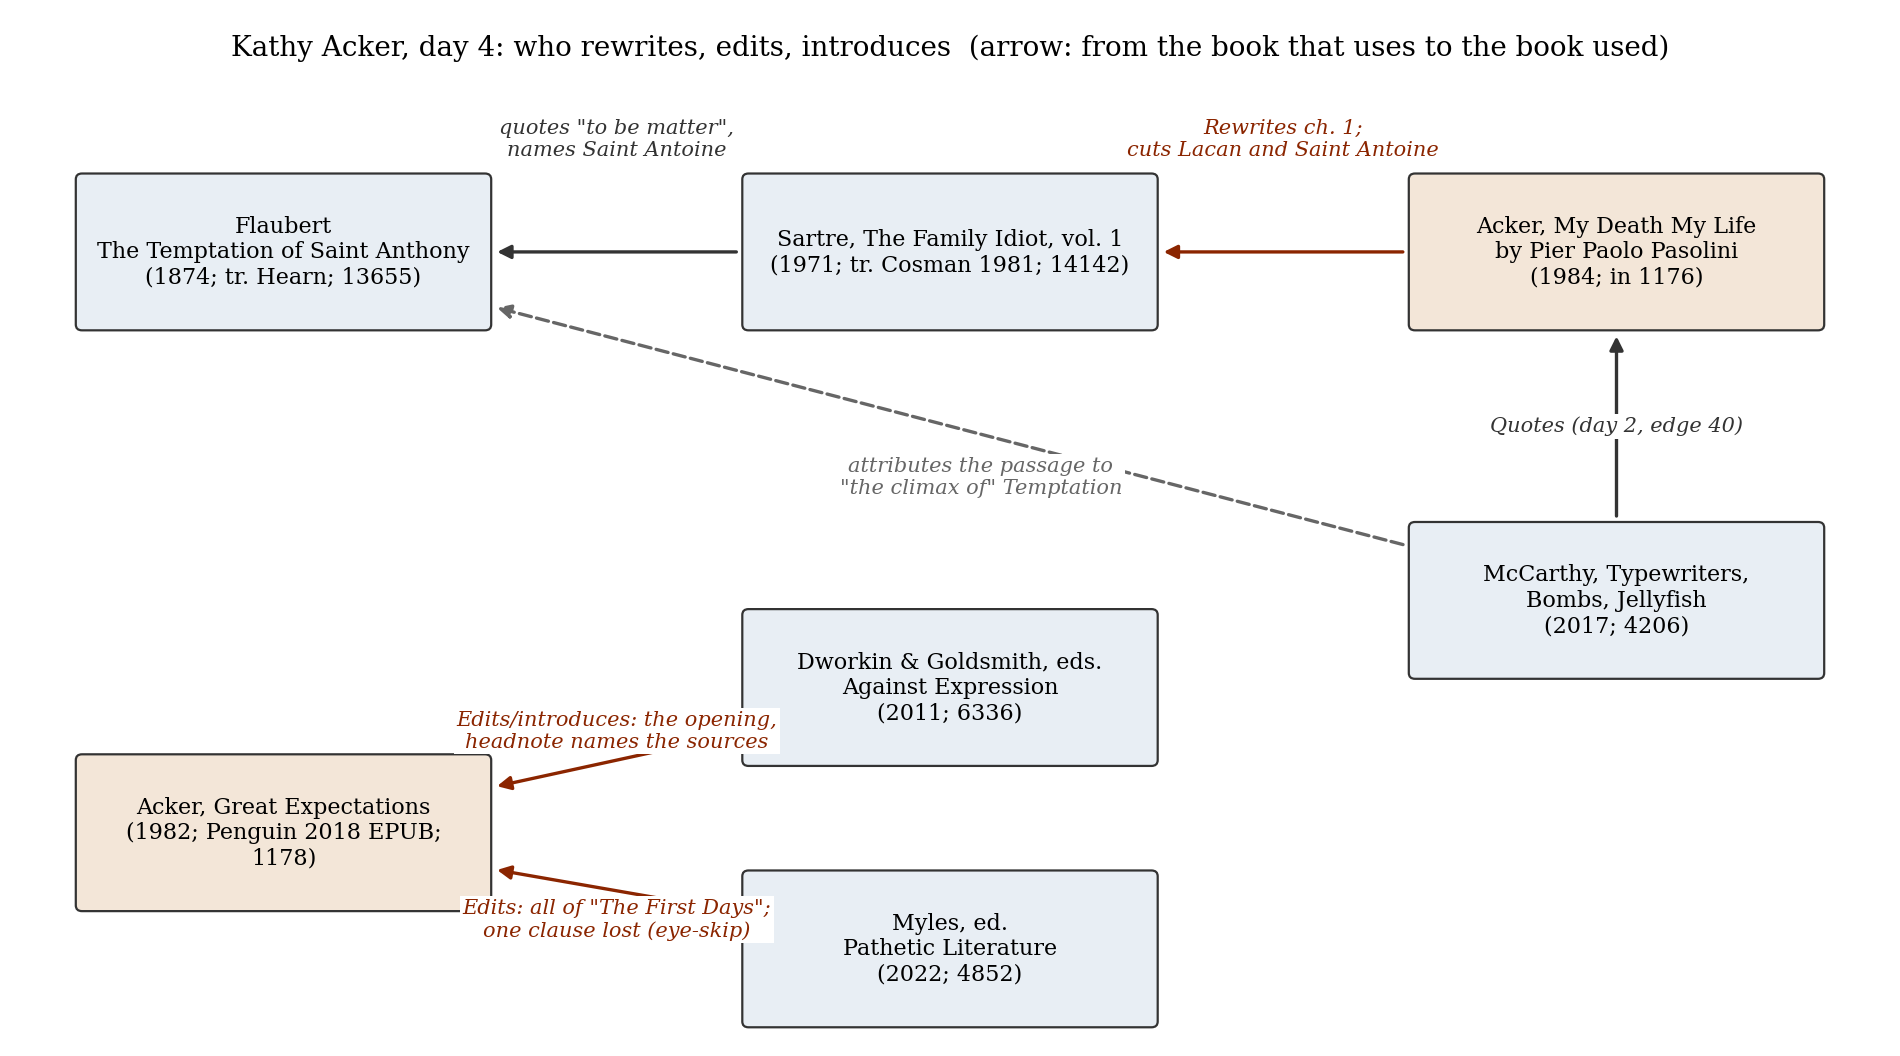 Kathy Acker, day 4: who rewrites, edits, introduces  (arrow: from the book that uses to the book used)
quotes "to be matter",
names Saint Antoine
Rewrites ch. 1;
cuts Lacan and Saint Antoine
Flaubert
The Temptation of Saint Anthony
(1874; tr. Hearn; 13655)
Sartre, The Family Idiot, vol. 1
(1971; tr. Cosman 1981; 14142)
Acker, My Death My Life
by Pier Paolo Pasolini
(1984; in 1176)
Quotes (day 2, edge 40)
attributes the passage to
"the climax of" Temptation
McCarthy, Typewriters,
Bombs, Jellyfish
(2017; 4206)
Dworkin & Goldsmith, eds.
Against Expression
(2011; 6336)
Edits/introduces: the opening,
headnote names the sources
Acker, Great Expectations
(1982; Penguin 2018 EPUB;
1178)
Edits: all of "The First Days";
one clause lost (eye-skip)
Myles, ed.
Pathetic Literature
(2022; 4852)